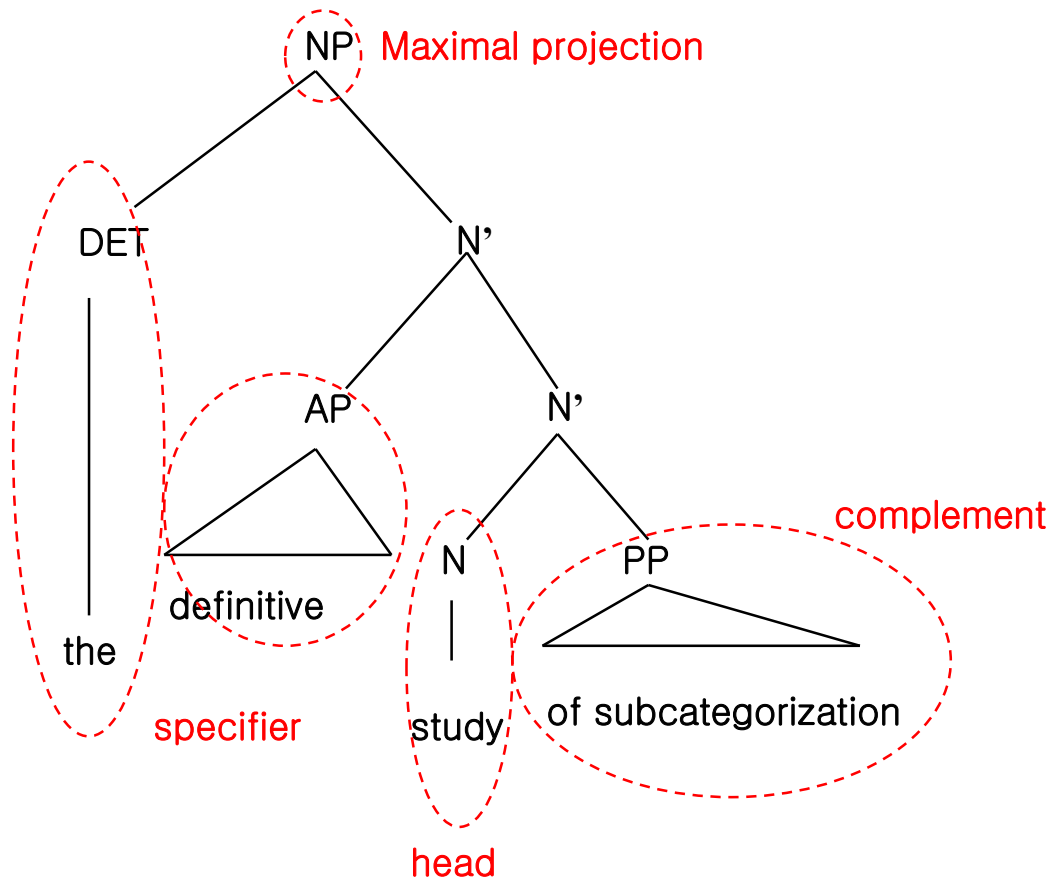 NP Maximal projection
DET N’
AP N’
complement
N PP
definitive
the
of subcategorization
specifier study
head